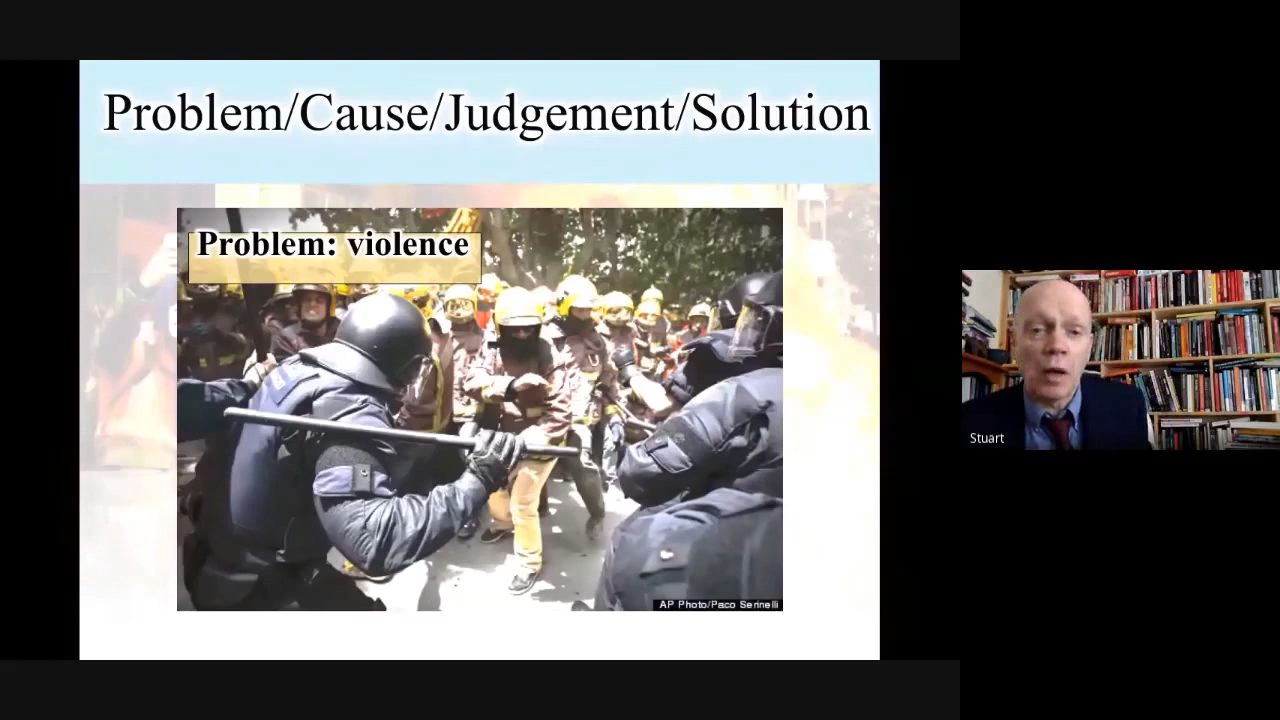 Problem/Cause/Judgement/Solution
Problem: violence
AP Photo/Paco Serinelli
Stuart